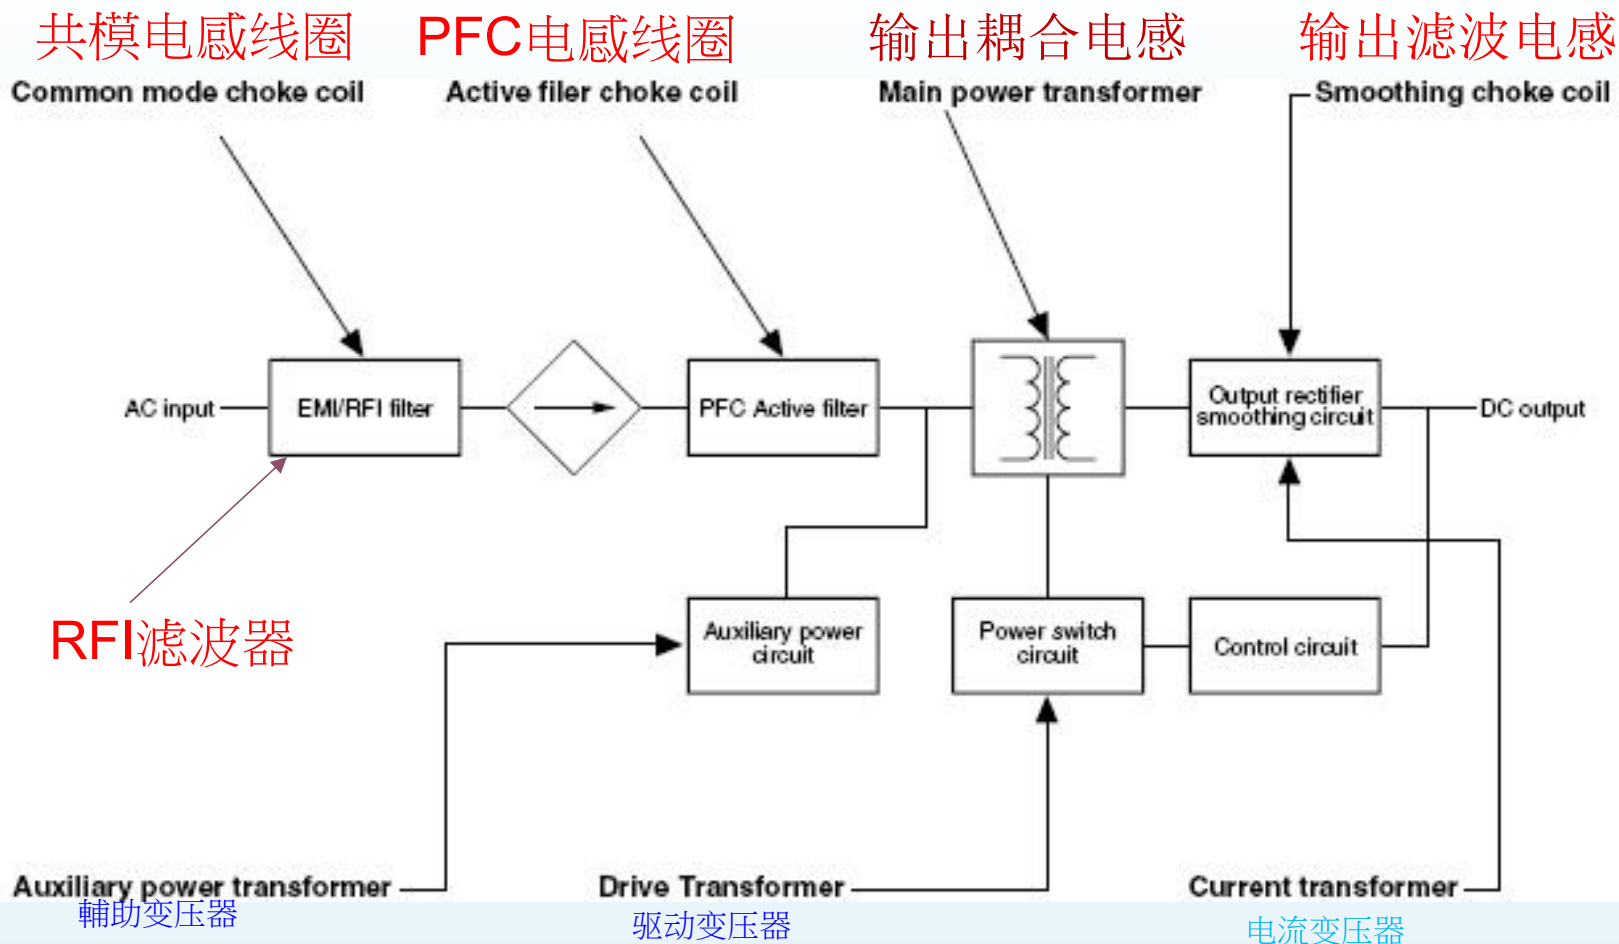 共模电感线圈
PFC电感线圈
输出耦合电感
输出滤波电感
Common mode choke coil
Active filer choke coil
Main power transformer
Smoothing choke coil
AC input
EMI/RFI filter
PFC Active filter
Output rectifier
smoothing circuit
DC output
RFI滤波器
Auxiliary power
circuit
Power switch
circuit
Control circuit
Auxiliary power transformer
Drive Transformer
Current transformer
輔助变压器
驱动变压器
电流变压器